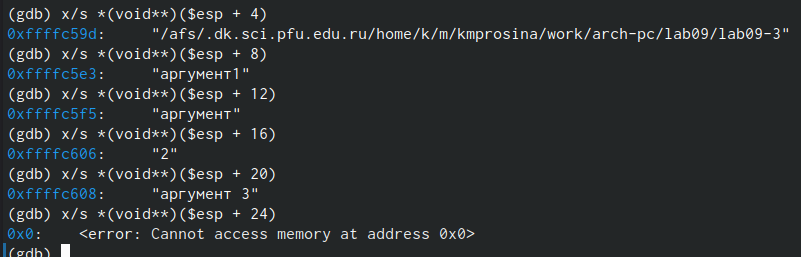 (gdb) x/s *(void**)($esp + 4)
0xffffc59d:	"/afs/.dk.sci.pfu.edu.ru/home/k/m/kmprosina/work/arch-pc/lab09/lab09-3"
(gdb) x/s *(void**)($esp + 8)
0xffffc5e3:	"аргумент1"
(gdb) x/s *(void**)($esp + 12)
0xffffc5f5:	"аргумент"
(gdb) x/s *(void**)($esp + 16)
0xffffc606:	"2"
(gdb) x/s *(void**)($esp + 20)
0xffffc608:	"аргумент 3"
(gdb) x/s *(void**)($esp + 24)
0x0:	<error: Cannot access memory at address 0x0>
(gdb)